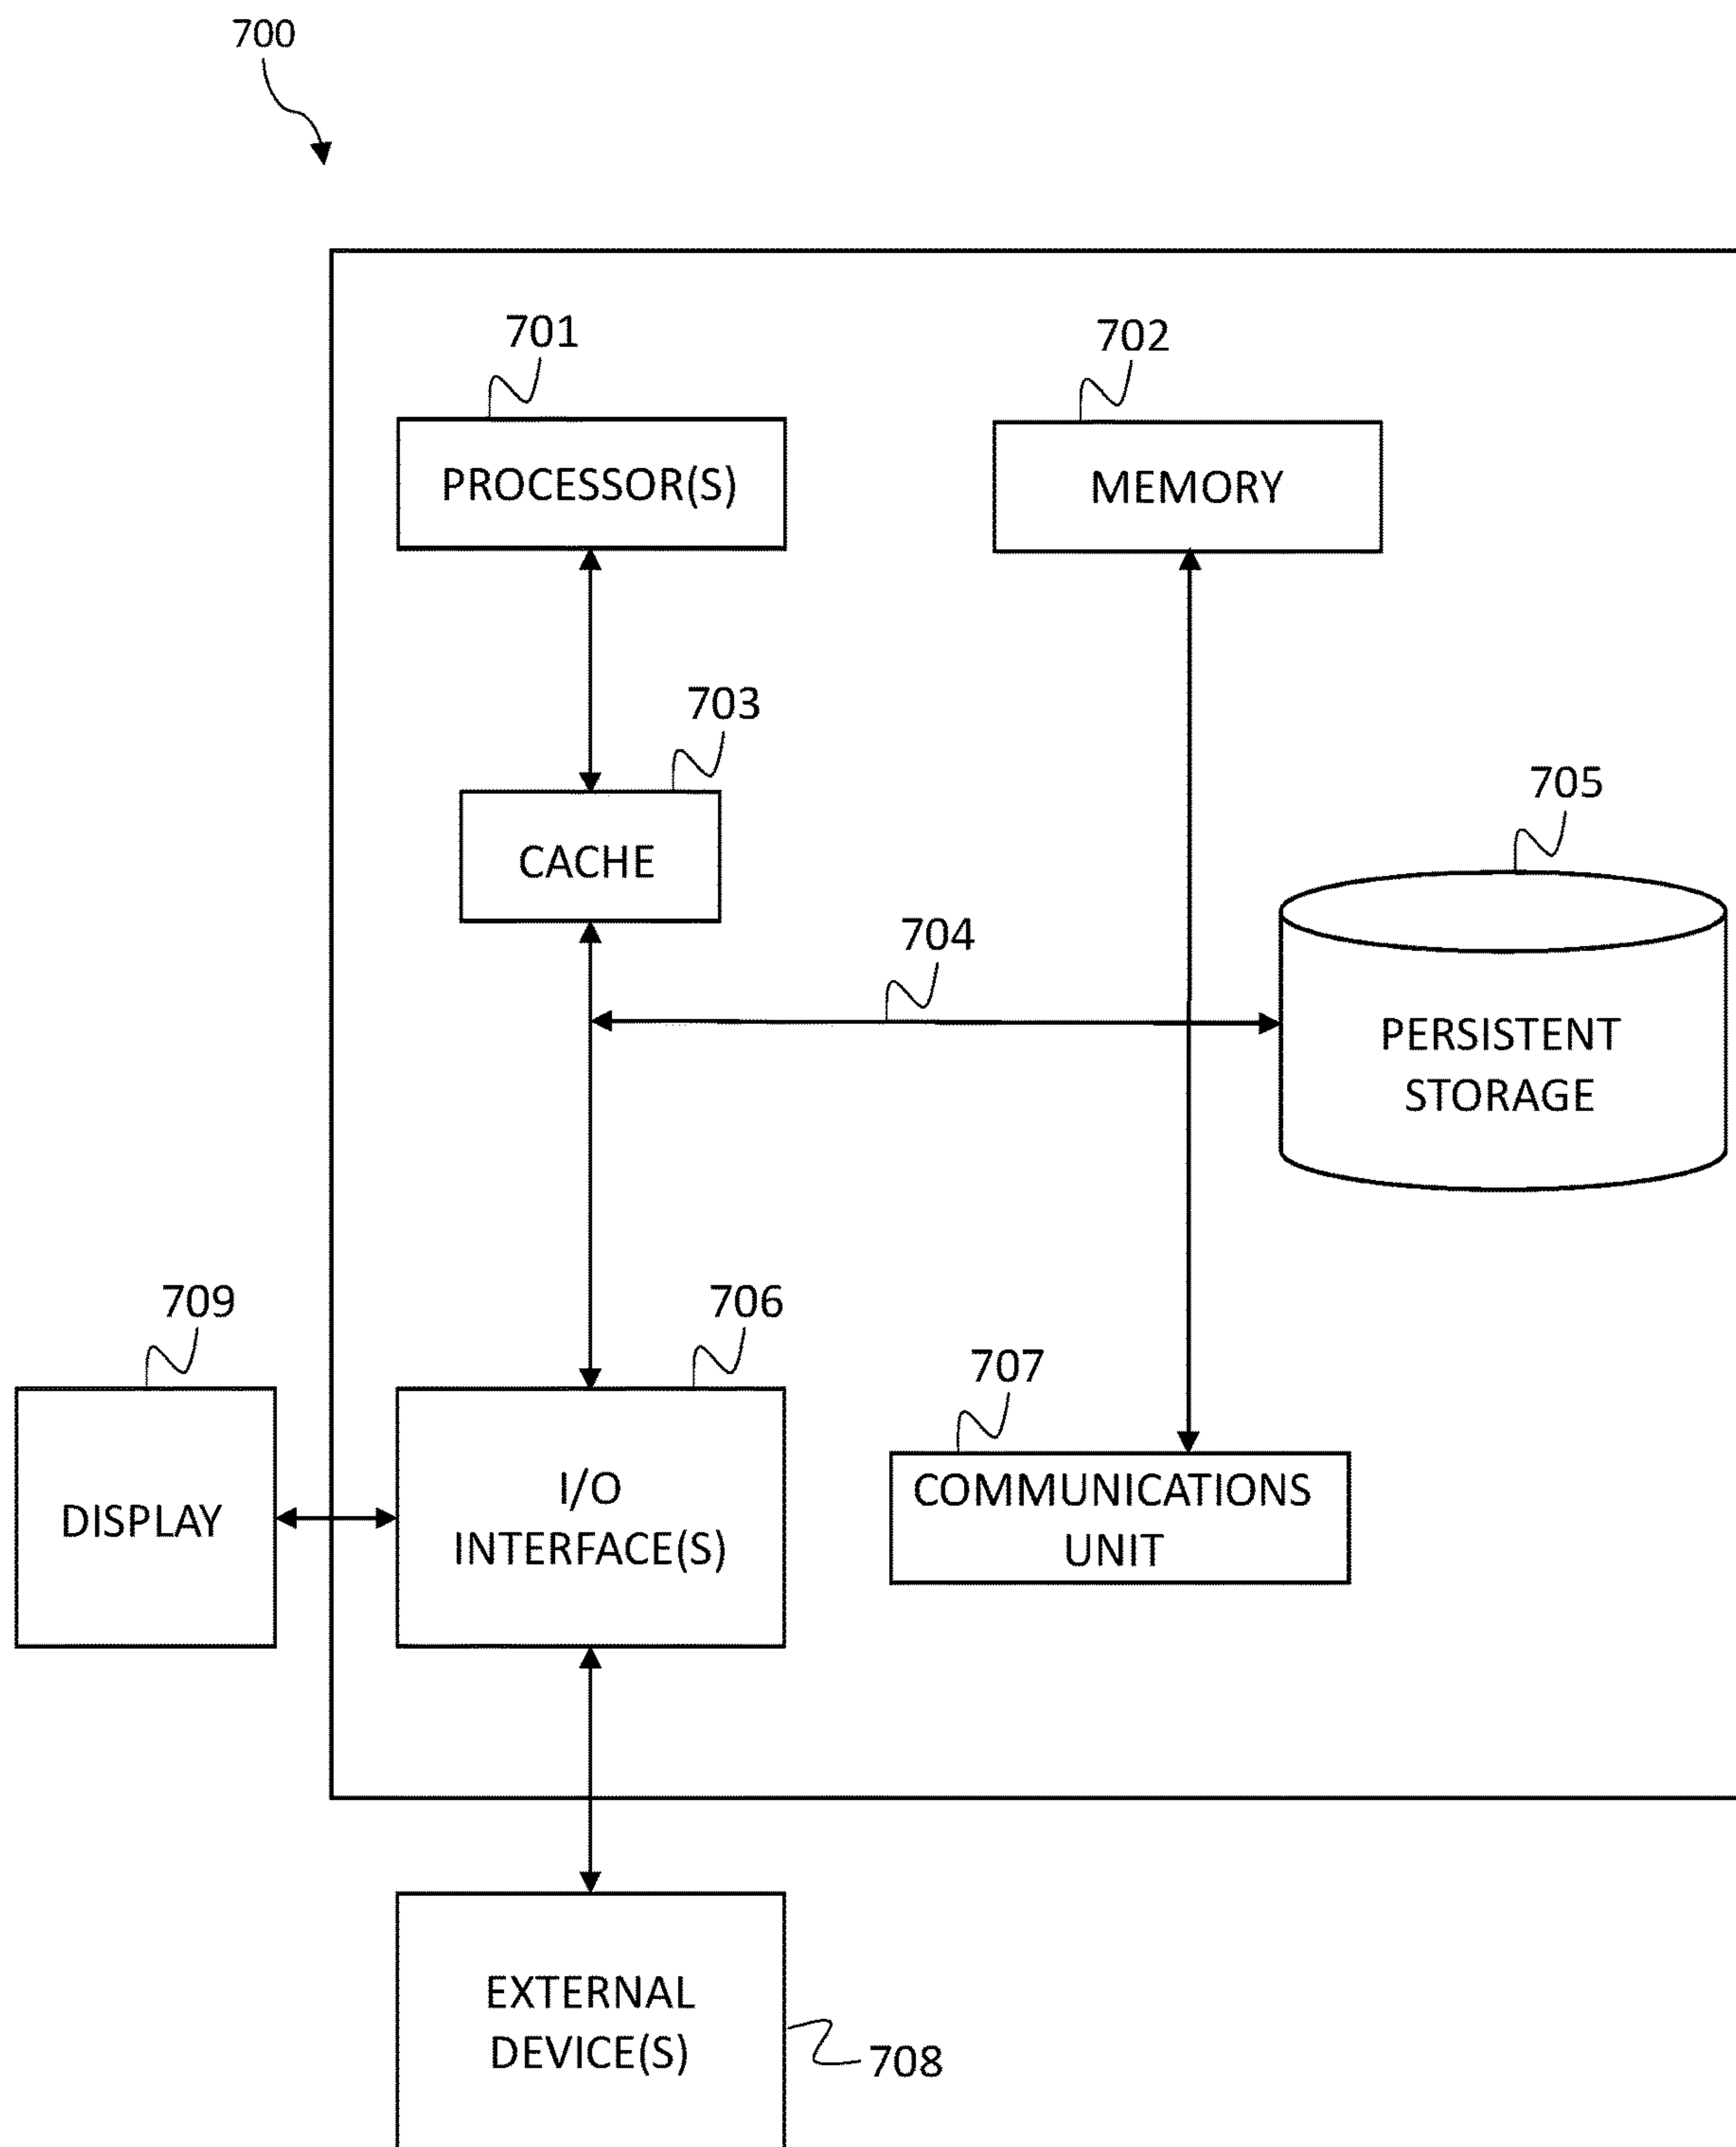 700
701
702
PROCESSOR(S)
MEMORY
703
705
CACHE
704
PERSISTENT
STORAGE
709
706
707
I/O
INTERFACE(S)
DISPLAY
COMMUNICATIONS
UNIT
EXTERNAL
DEVICE(S)
708